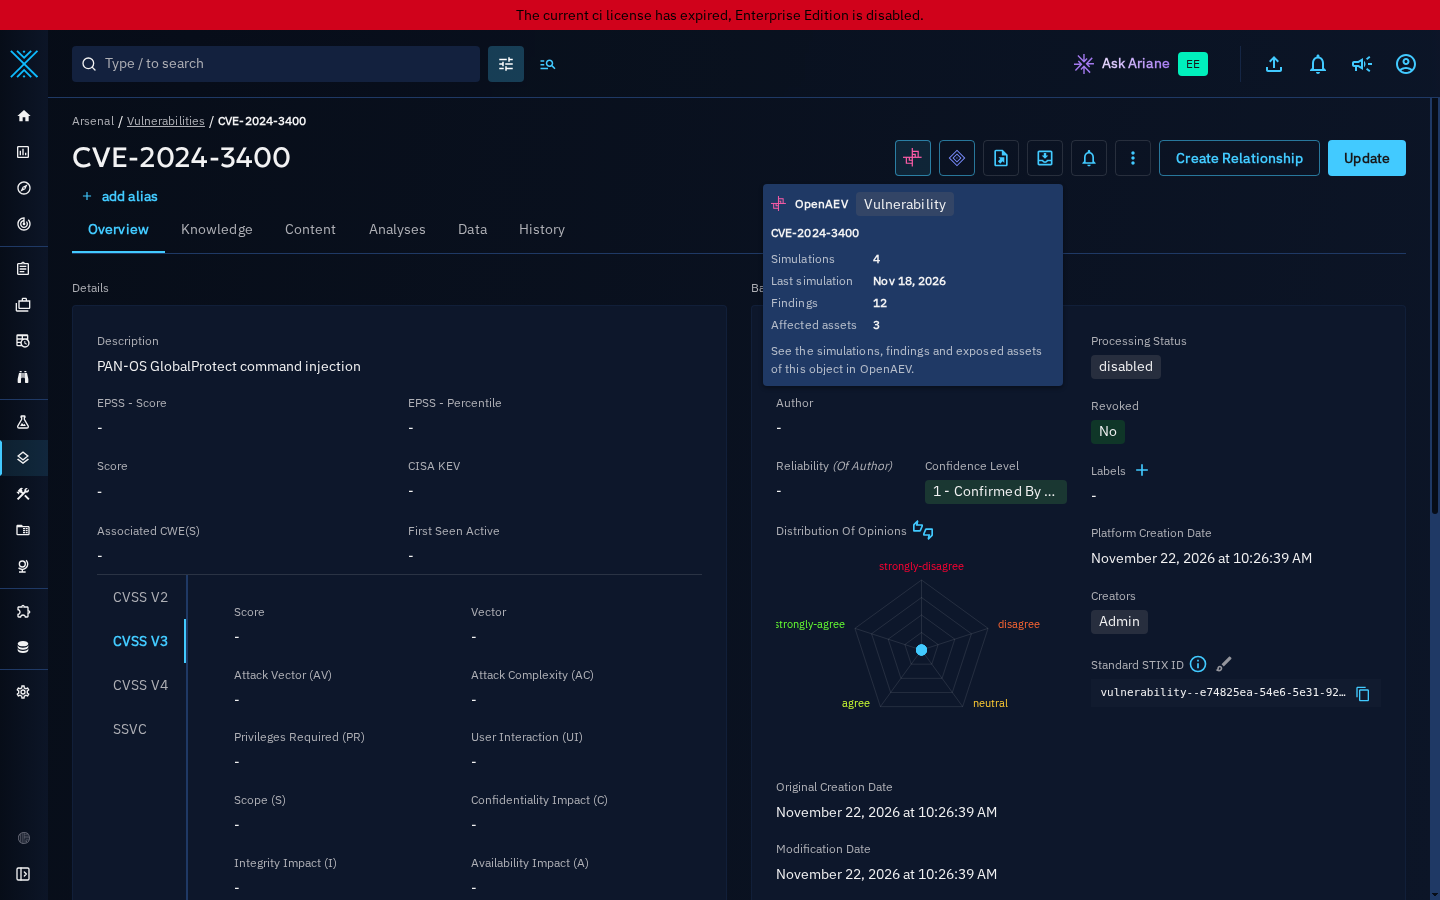 The current ci license has expired, Enterprise Edition is disabled.
Type / to search
Ask Ariane
EE
Arsenal / Vulnerabilities / CVE-2024-3400
CVE-2024-3400
Create Relationship
Update
+ add alias
Overview
Knowledge
Content
Analyses
Data
History
OpenAEV
Vulnerability
CVE-2024-3400
Simulations 4
Last simulation Nov 18, 2026
Findings 12
Affected assets 3
See the simulations, findings and exposed assets
of this object in OpenAEV.
Details
Description
PAN-OS GlobalProtect command injection
EPSS - Score
-
EPSS - Percentile
-
Score
-
CISA KEV
-
Associated CWE(S)
-
First Seen Active
-
CVSS V2
CVSS V3
CVSS V4
SSVC
Score
-
Vector
-
Attack Vector (AV)
-
Attack Complexity (AC)
-
Privileges Required (PR)
-
User Interaction (UI)
-
Scope (S)
-
Confidentiality Impact (C)
-
Integrity Impact (I)
-
Availability Impact (A)
-
Processing Status
disabled
Author
-
Revoked
No
Reliability (Of Author)
-
Confidence Level
1 - Confirmed By ...
Labels
-
Distribution Of Opinions
strongly-disagree
strongly-agree
disagree
agree
neutral
Platform Creation Date
November 22, 2026 at 10:26:39 AM
Creators
Admin
Standard STIX ID
vulnerability--e74825ea-54e6-5e31-92…
Original Creation Date
November 22, 2026 at 10:26:39 AM
Modification Date
November 22, 2026 at 10:26:39 AM